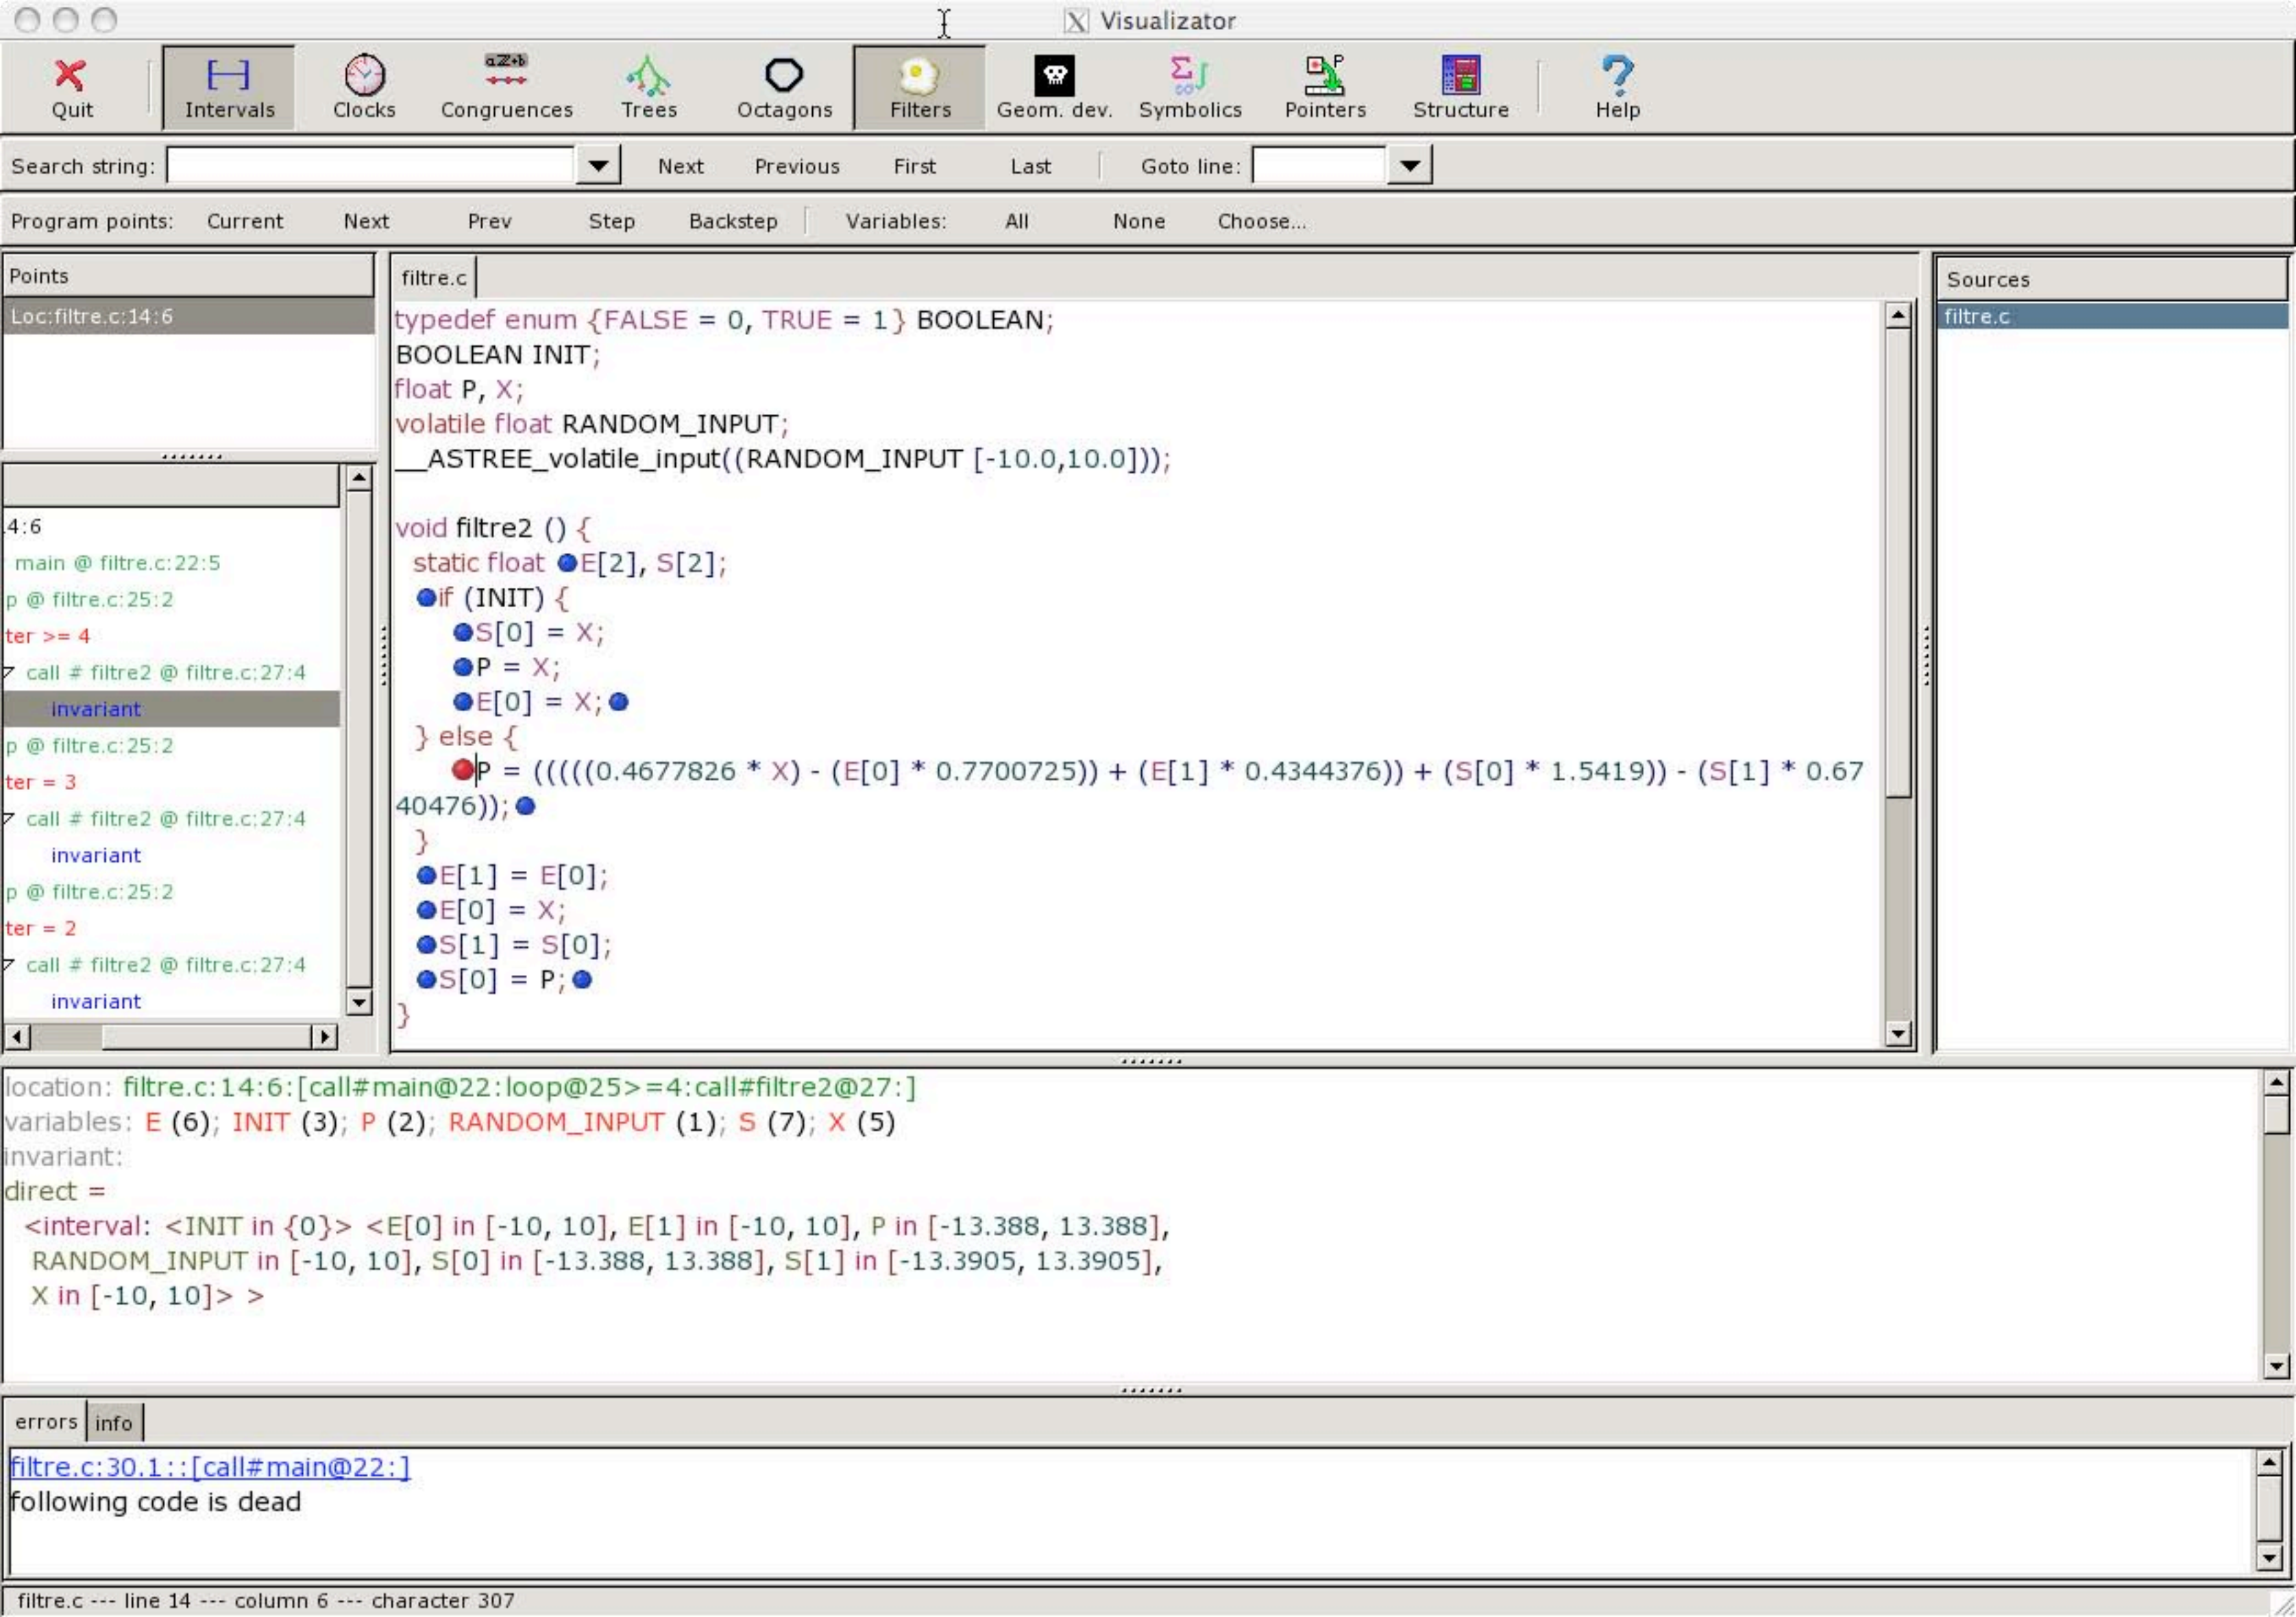 Visualizator
Quit Intervals Clocks Congruences Trees Octagons Filters Geom. dev. Symbolics Pointers Structure Help
Search string: Next Previous First Last Goto line:
Program points: Current Next Prev Step Backstep Variables: All None Choose...
Points
Loc:filtre.c:14:6
4:6
main @ filtre.c:22:5
p @ filtre.c:25:2
ter >= 4
call # filtre2 @ filtre.c:27:4
invariant
p @ filtre.c:25:2
ter = 3
call # filtre2 @ filtre.c:27:4
invariant
p @ filtre.c:25:2
ter = 2
call # filtre2 @ filtre.c:27:4
invariant
filtre.c
typedef enum {FALSE = 0, TRUE = 1} BOOLEAN;
BOOLEAN INIT;
float P, X;
volatile float RANDOM_INPUT;
__ASTREE_volatile_input((RANDOM_INPUT [-10.0,10.0]));
void filtre2 () {
static float E[2], S[2];
if (INIT) {
S[0] = X;
P = X;
E[0] = X;
} else {
P = (((((0.4677826 * X) - (E[0] * 0.7700725)) + (E[1] * 0.4344376)) + (S[0] * 1.5419)) - (S[1] * 0.67
40476));
}
E[1] = E[0];
E[0] = X;
S[1] = S[0];
S[0] = P;
}
Sources
filtre.c
location: filtre.c:14:6:[call#main@22:loop@25>=4:call#filtre2@27:]
variables: E (6); INIT (3); P (2); RANDOM_INPUT (1); S (7); X (5)
invariant:
direct =
<interval: <INIT in {0}> <E[0] in [-10, 10], E[1] in [-10, 10], P in [-13.388, 13.388],
RANDOM_INPUT in [-10, 10], S[0] in [-13.388, 13.388], S[1] in [-13.3905, 13.3905],
X in [-10, 10]> >
errors info
filtre.c:30.1::[call#main@22:]
following code is dead
filtre.c --- line 14 --- column 6 --- character 307